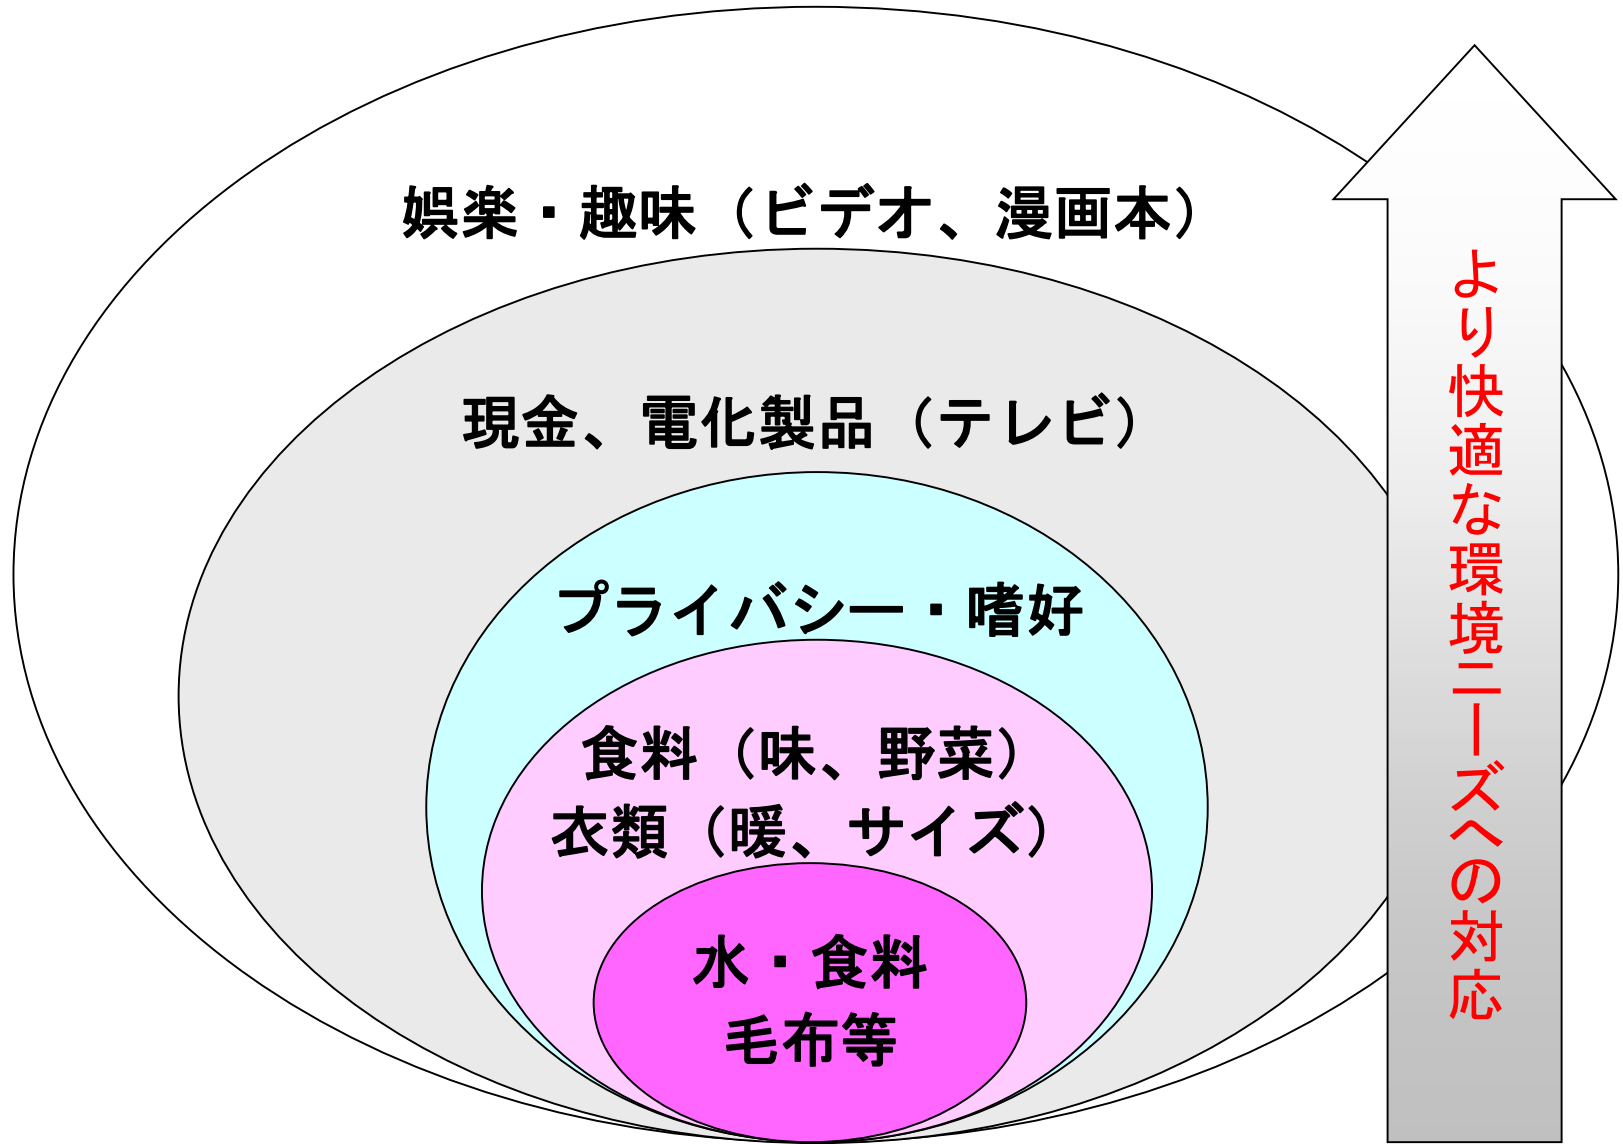 娯楽・趣味（ビデオ、漫画本）
現金、電化製品（テレビ）
プライバシー・嗜好
食料（味、野菜）
衣類（暖、サイズ）
水・食料
毛布等
より快適な環境ニーズへの対応